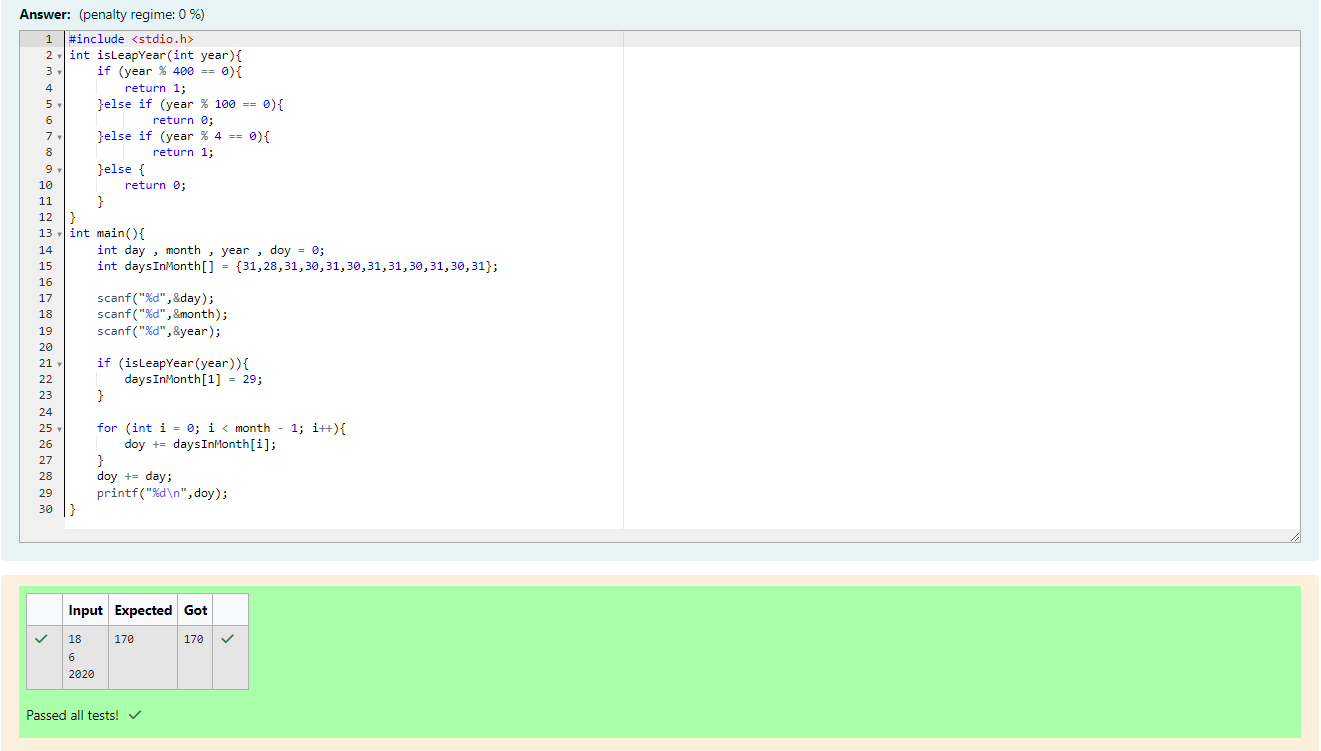 Answer: (penalty regime: 0 %)
1 #include <stdio.h>
2 int isLeapYear(int year){
3     if (year % 400 == 0){
4         return 1;
5     }else if (year % 100 == 0){
6             return 0;
7     }else if (year % 4 == 0){
8             return 1;
9     }else {
10         return 0;
11     }
12 }
13 int main(){
14     int day , month , year , doy = 0;
15     int daysInMonth[] = {31,28,31,30,31,30,31,31,30,31,30,31};
16
17     scanf("%d",&day);
18     scanf("%d",&month);
19     scanf("%d",&year);
20
21     if (isLeapYear(year)){
22         daysInMonth[1] = 29;
23     }
24
25     for (int i = 0; i < month - 1; i++){
26         doy += daysInMonth[i];
27     }
28     doy += day;
29     printf("%d\n",doy);
30 }
Input Expected Got
18 170 170
6
2020
Passed all tests!